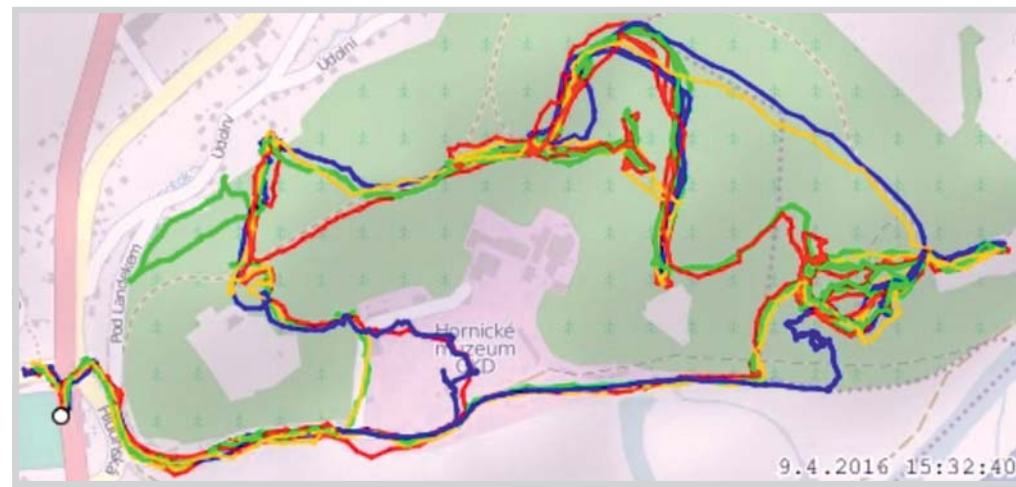 Údolní
Údolní
Pod Landekem
Hornické
muzeum
OKD
9.4.2016 15:32:40